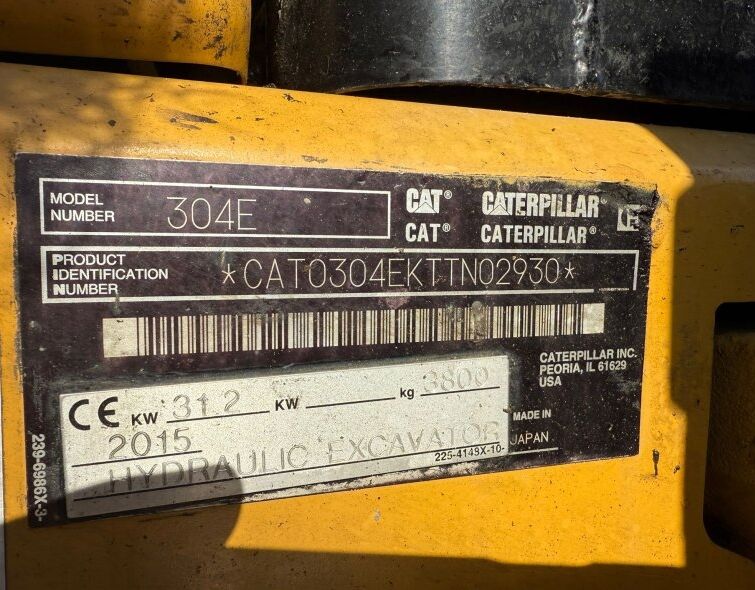 MODEL NUMBER 304E
CAT® CATERPILLAR®
CAT® CATERPILLAR®
PRODUCT IDENTIFICATION NUMBER *CAT0304EKTTN02930*
CATERPILLAR INC.
PEORIA, IL 61629
USA
CE KW 31.2 KW kg 3800
2015
HYDRAULIC EXCAVATOR
225-4149X-10-
MADE IN
JAPAN
239-6986X-3-